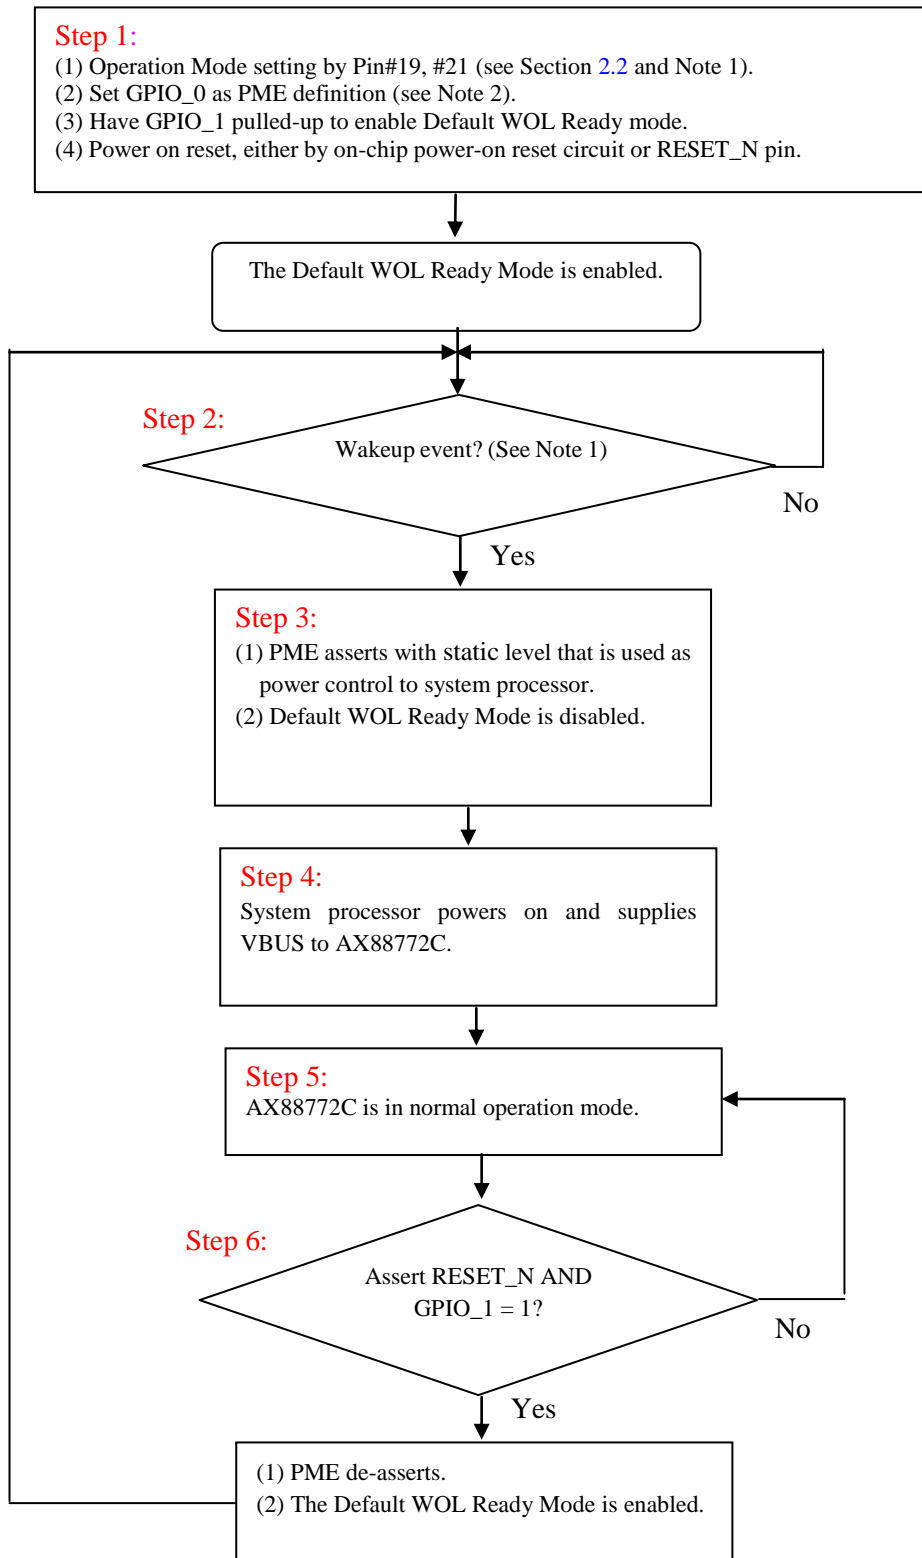 Step 1:
(1) Operation Mode setting by Pin#19, #21 (see Section 2.2 and Note 1).
(2) Set GPIO_0 as PME definition (see Note 2).
(3) Have GPIO_1 pulled-up to enable Default WOL Ready mode.
(4) Power on reset, either by on-chip power-on reset circuit or RESET_N pin.
The Default WOL Ready Mode is enabled.
Step 2:
Wakeup event? (See Note 1)
No
Yes
Step 3:
(1) PME asserts with static level that is used as
power control to system processor.
(2) Default WOL Ready Mode is disabled.
Step 4:
System processor powers on and supplies
VBUS to AX88772C.
Step 5:
AX88772C is in normal operation mode.
Step 6:
Assert RESET_N AND
GPIO_1 = 1?
No
Yes
(1) PME de-asserts.
(2) The Default WOL Ready Mode is enabled.